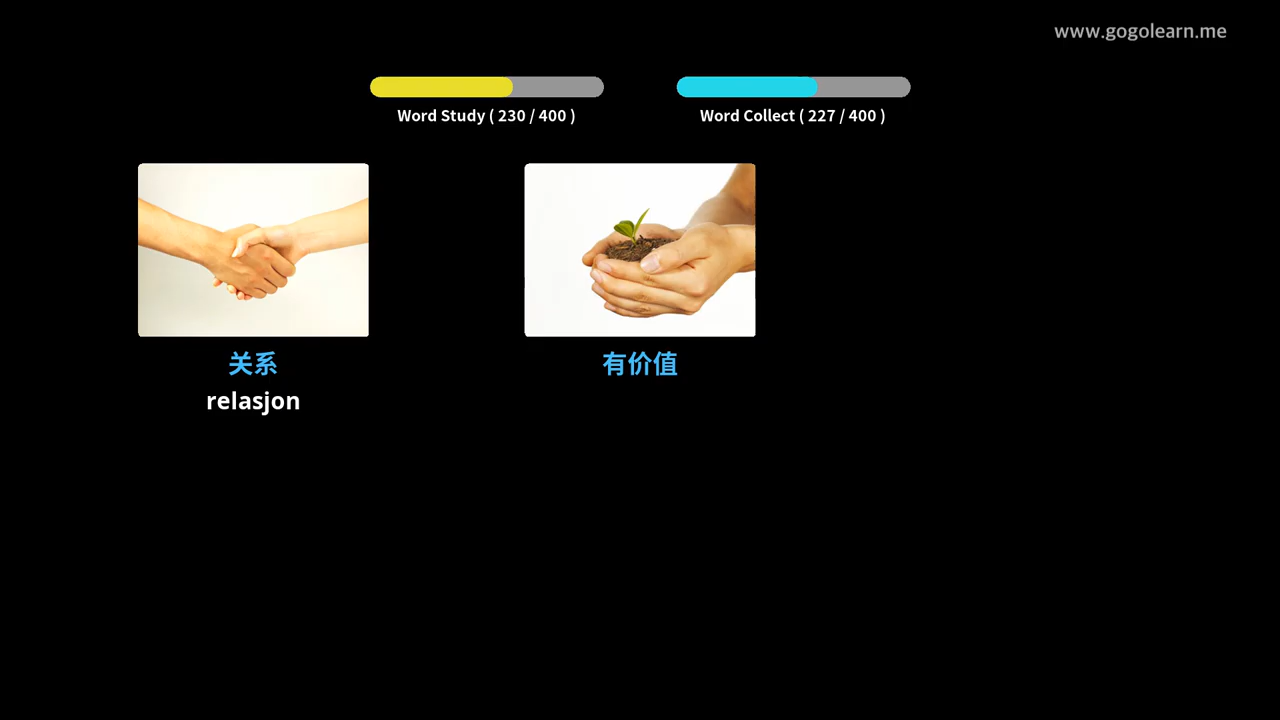 www.gogolearn.me
Word Study ( 230 / 400 )
Word Collect ( 227 / 400 )
关系
relasjon
有价值